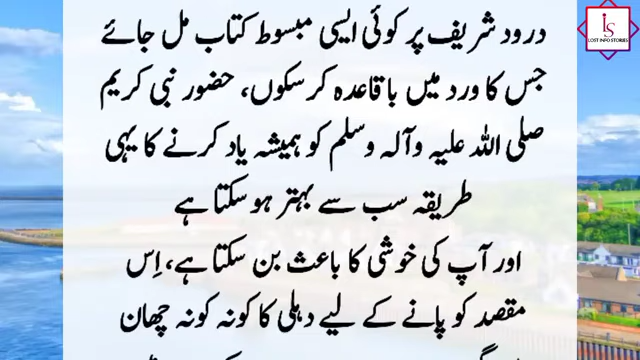 LOST INFO STORIES
درود شریف پر کوئی ایسی مبسوط کتاب مل جائے
جس کا ورد میں باقاعدہ کر سکوں، حضور نبی کریم
صلی اللہ علیہ وآلہ وسلم کو ہمیشہ یاد کرنے کا یہی
طریقہ سب سے بہتر ہو سکتا ہے
اور آپ کی خوشی کا باعث بن سکتا ہے، اِس
مقصد کو پانے کے لیے دہلی کا کونہ کونہ چھان